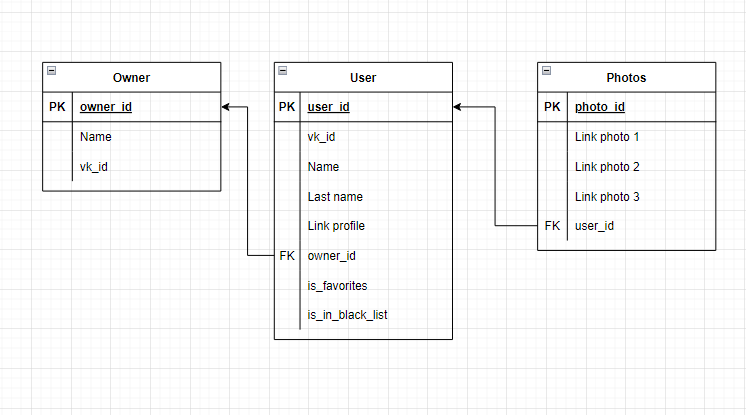 Owner
PK owner_id
Name
vk_id
User
PK user_id
vk_id
Name
Last name
Link profile
FK owner_id
is_favorites
is_in_black_list
Photos
PK photo_id
Link photo 1
Link photo 2
Link photo 3
FK user_id